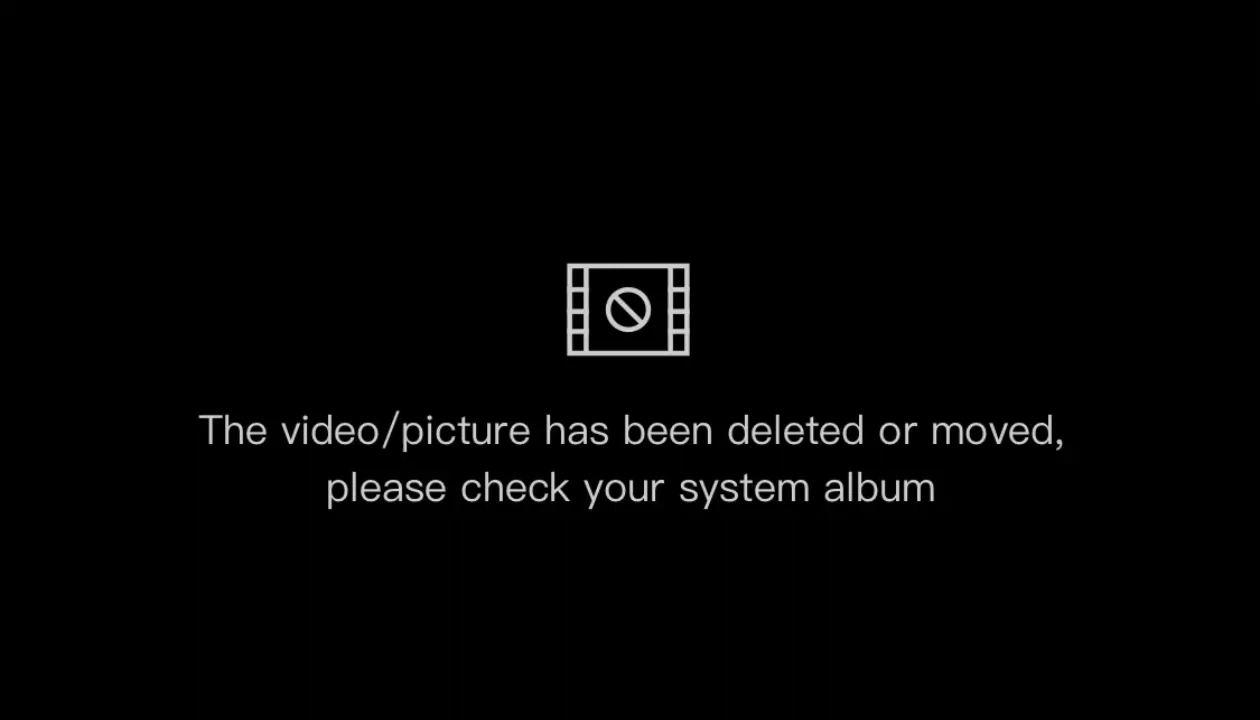 The video/picture has been deleted or moved,
please check your system album